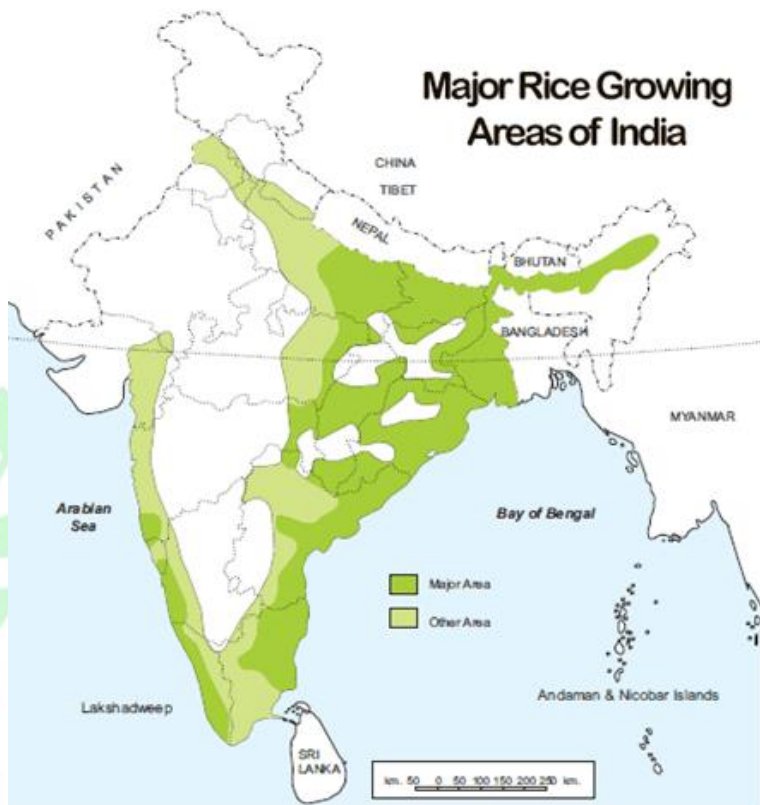 Major Rice Growing
Areas of India
CHINA
TIBET
PAKISTAN
NEPAL
BHUTAN
BANGLADESH
MYANMAR
Arabian
Sea
Bay of Bengal
Major Area
Other Area
Lakshadweep
Andaman & Nicobar Islands
SRI
LANKA
km. 50 0 50 100 150 200 250 km.